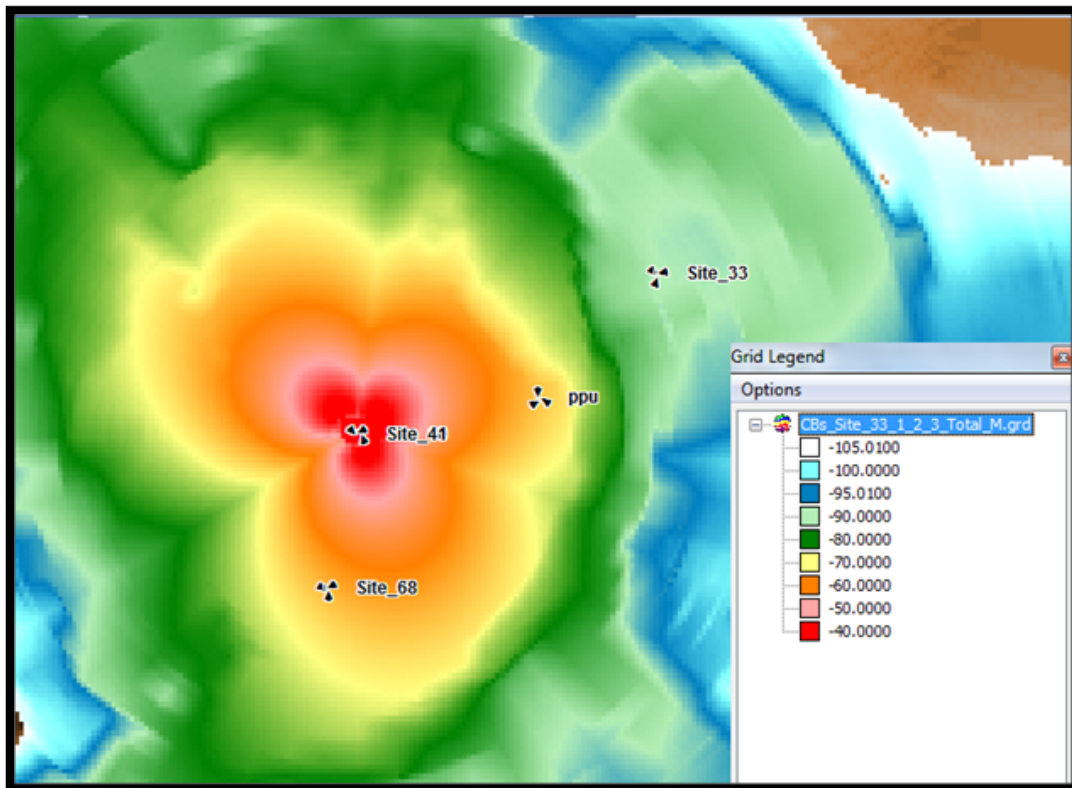 Site_33
Grid Legend
Options
ppu
CBs_Site_33_1_2_3_Total_M.grd
Site_41
-105.0100
-100.0000
-95.0100
-90.0000
-80.0000
-70.0000
Site_68
-60.0000
-50.0000
-40.0000